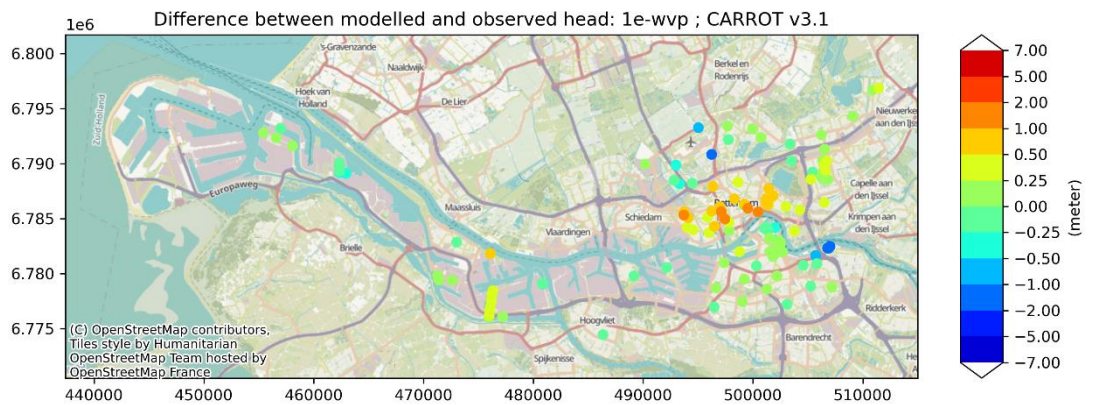 Difference between modelled and observed head: 1e-wvp ; CARROT v3.1
1e6
6.800
6.795
6.790
6.785
6.780
6.775
440000
450000
460000
470000
480000
490000
500000
510000
's-Gravenzande
Naaldwijk
Hoek van
Holland
De Lier
Berkel en
Rodenrijs
Zuid-Holland
Nieuwerke
aan den IJss
Europaweg
Maassluis
Capelle aan
den IJssel
Schiedam
Krimpen aan
den IJssel
Vlaardingen
Brielle
Hoogvliet
Ridderkerk
Barendrecht
Spijkenisse
(C) OpenStreetMap contributors,
Tiles style by Humanitarian
OpenStreetMap Team hosted by
OpenStreetMap France
7.00
5.00
2.00
1.00
0.50
0.25
0.00
−0.25
−0.50
−1.00
−2.00
−5.00
−7.00
(meter)